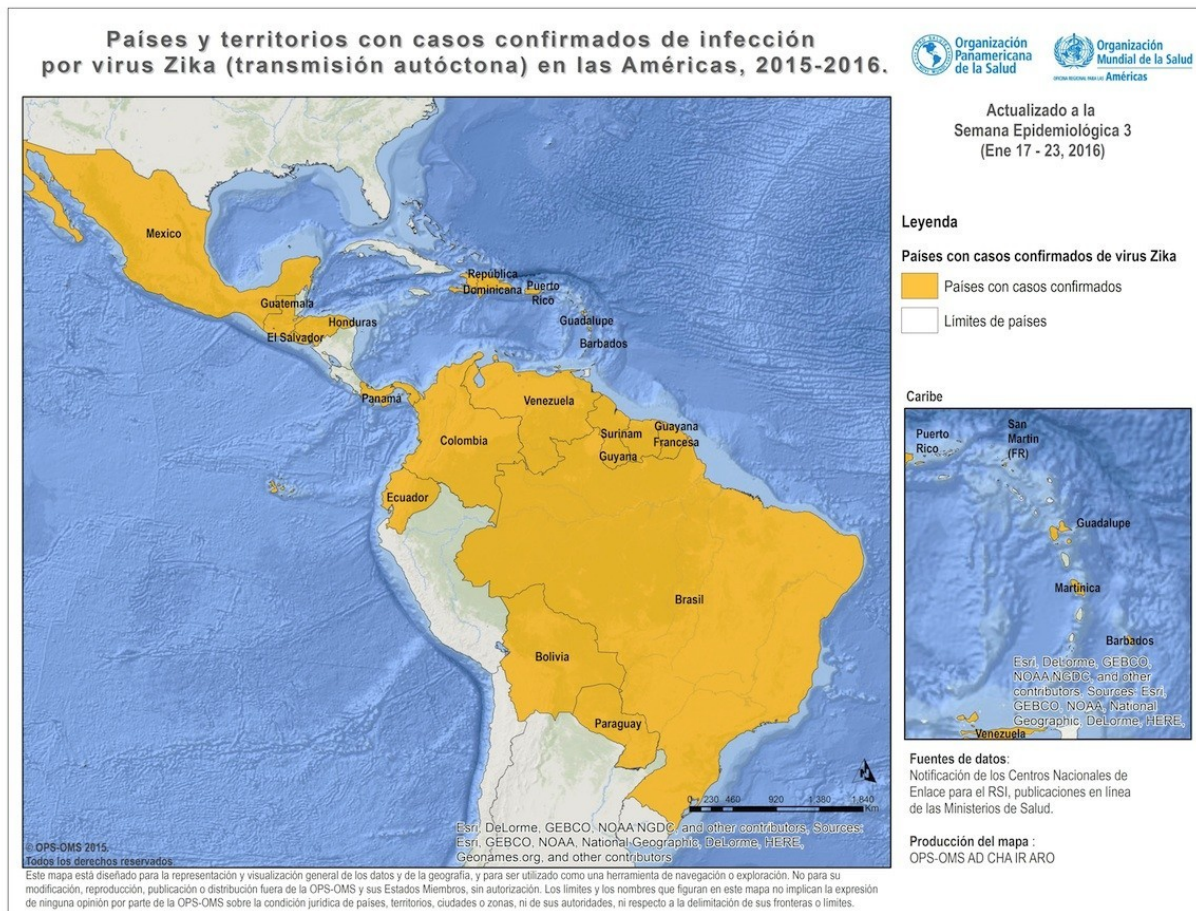 Países y territorios con casos confirmados de infección
por virus Zika (transmisión autóctona) en las Américas, 2015-2016.
Organización
Panamericana
de la Salud
Organización
Mundial de la Salud
OFICINA REGIONAL PARA LAS Américas
Actualizado a la
Semana Epidemiológica 3
(Ene 17 - 23, 2016)
Leyenda
Países con casos confirmados de virus Zika
Países con casos confirmados
Límites de países
Mexico
Guatemala
Honduras
El Salvador
Panamá
República
Dominicana
Puerto
Rico
Guadalupe
Barbados
Venezuela
Colombia
Surinam
Guyana
Guayana
Francesa
Ecuador
Brasil
Bolivia
Paraguay
0 230 460 920 1,380 1,840
Km
Esri, DeLorme, GEBCO, NOAA NGDC, and other contributors, Sources:
Esri, GEBCO, NOAA, National Geographic, DeLorme, HERE,
Geonames.org, and other contributors
© OPS-OMS 2015.
Todos los derechos reservados
Caribe
Puerto
Rico
San
Martin
(FR)
Guadalupe
Martinica
Barbados
Esri, DeLorme, GEBCO,
NOAA NGDC, and other
contributors. Sources: Esri,
GEBCO, NOAA, National
Geographic, DeLorme, HERE,
Venezuela
Fuentes de datos:
Notificación de los Centros Nacionales de
Enlace para el RSI, publicaciones en línea
de las Ministerios de Salud.
Producción del mapa :
OPS-OMS AD CHA IR ARO
Este mapa está diseñado para la representación y visualización general de los datos y de la geografía, y para ser utilizado como una herramienta de navegación o exploración. No para su
modificación, reproducción, publicación o distribución fuera de la OPS-OMS y sus Estados Miembros, sin autorización. Los límites y los nombres que figuran en este mapa no implican la expresión
de ninguna opinión por parte de la OPS-OMS sobre la condición jurídica de países, territorios, ciudades o zonas, ni de sus autoridades, ni respecto a la delimitación de sus fronteras o límites.